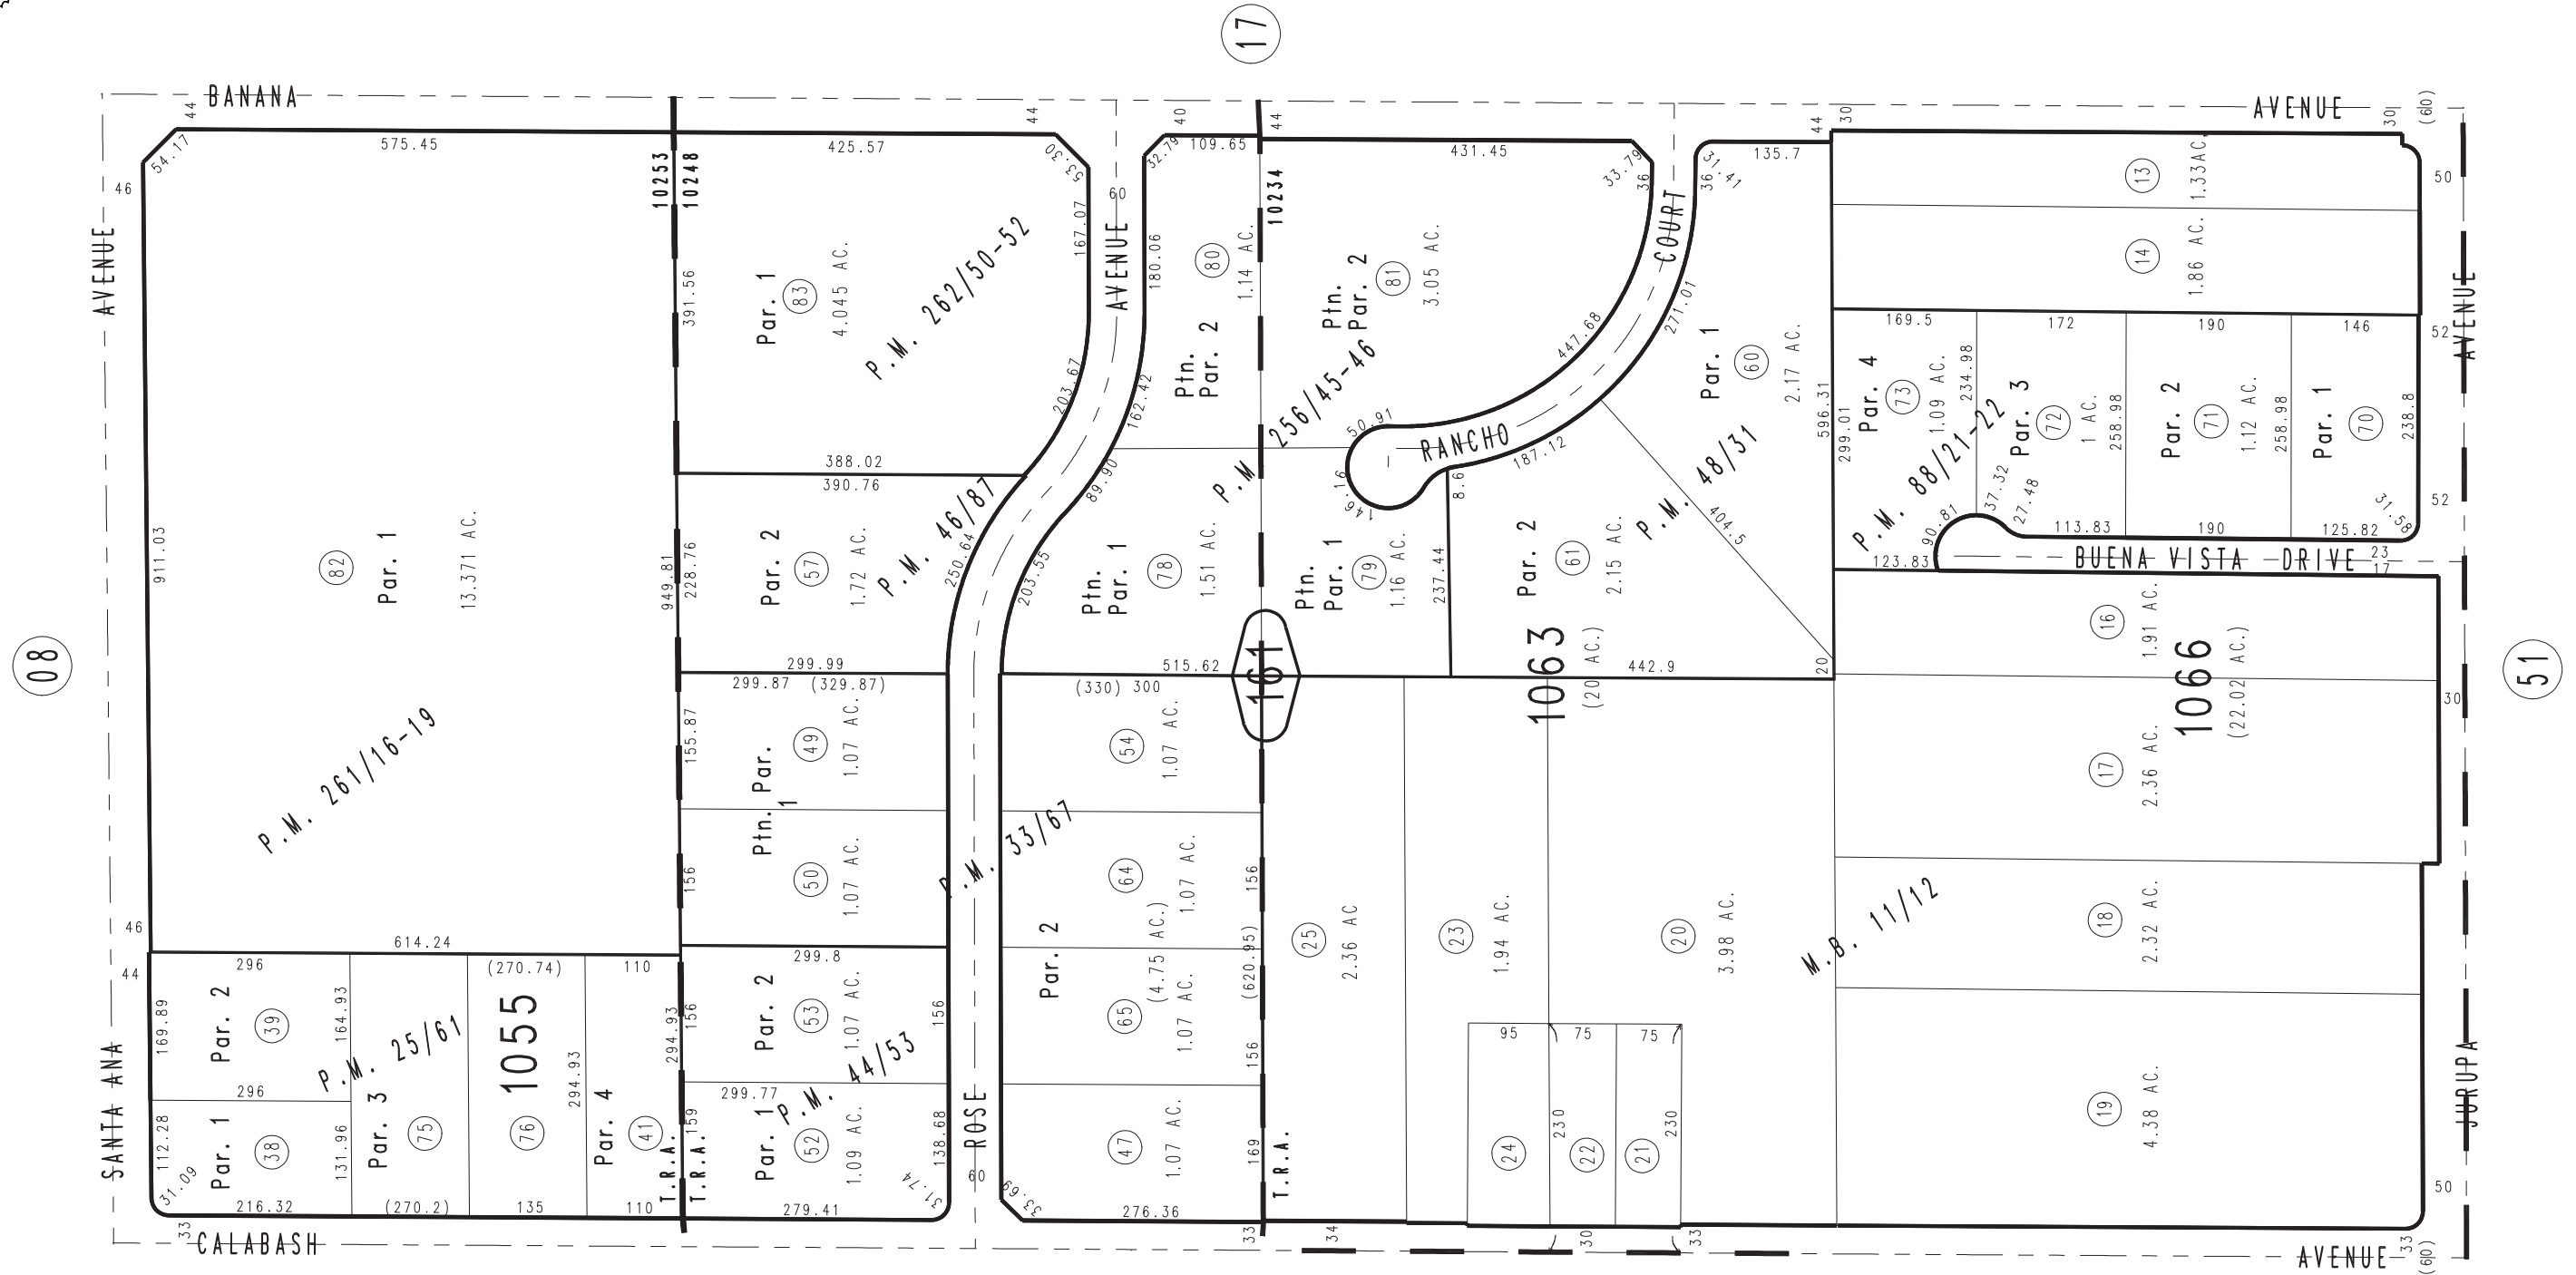 17
BANANA
AVENUE
44
44
40
44
44
30
30
(60)
54.17
575.45
425.57
53.30
32.79
109.65
431.45
33.79
36
31.41
36
135.7
46
10253
10248
10234
60
167.07
180.06
50
13
1.33AC.
14
1.86 AC.
AVENUE
AVENUE
COURT
AVENUE
82
Par. 1
13.371 AC.
911.03
949.81
P.M. 261/16-19
391.56
Par. 1
83
4.045 AC.
P.M. 262/50-52
203.67
162.42
80
1.14 AC.
Ptn.
Par. 2
Ptn.
Par. 2
81
3.05 AC.
P.M 256/45-46
447.68
271.01
Par. 1
60
2.17 AC.
596.31
299.01
169.5
172
190
146
52
Par. 4
73
1.09 AC.
234.98
Par. 3
72
1 AC.
258.98
Par. 2
71
1.12 AC.
258.98
Par. 1
70
238.8
P.M. 88/21-22
90.81
37.32
27.48
113.83
190
125.82
31.58
52
123.83
BUENA VISTA DRIVE
23
17
388.02
390.76
228.76
Par. 2
57
1.72 AC.
P.M. 46/87
250.64
89.90
203.55
Ptn.
Par. 1
78
1.51 AC.
50.91
146.16
RANCHO
187.12
8.6
Ptn.
Par. 1
79
1.16 AC.
237.44
Par. 2
61
2.15 AC.
P.M. 48/31
404.5
20
299.99
515.62
442.9
161
1063
(20 AC.)
16
1.91 AC.
1066
(22.02 AC.)
08
51
299.87 (329.87)
(330) 300
155.87
49
1.07 AC.
Ptn. Par.
1
156
50
1.07 AC.
54
1.07 AC.
P.M. 33/67
64
1.07 AC.
156
30
17
2.36 AC.
46
614.24
44
296
(270.74)
110
299.8
Par. 2
(4.75 AC.)
(620.95)
25
2.36 AC
23
1.94 AC.
20
3.98 AC.
M.B. 11/12
18
2.32 AC.
169.89
Par. 2
39
164.93
P.M. 25/61
1055
294.93
294.93
156
Par. 2
53
1.07 AC.
156
65
1.07 AC.
156
95
75
75
296
112.28
Par. 1
38
131.96
Par. 3
75
76
Par. 4
41
T.R.A.
T.R.A.
159
299.77
P.M. 44/53
Par. 1
52
1.09 AC.
138.68
ROSE
60
47
1.07 AC.
169
T.R.A.
24
230
22
21
230
19
4.38 AC.
JURUPA
SANTA ANA
31.09
216.32
(270.2)
135
110
279.41
31.74
33.69
276.36
50
33
CALABASH
33
34
30
33
AVENUE
33
(60)